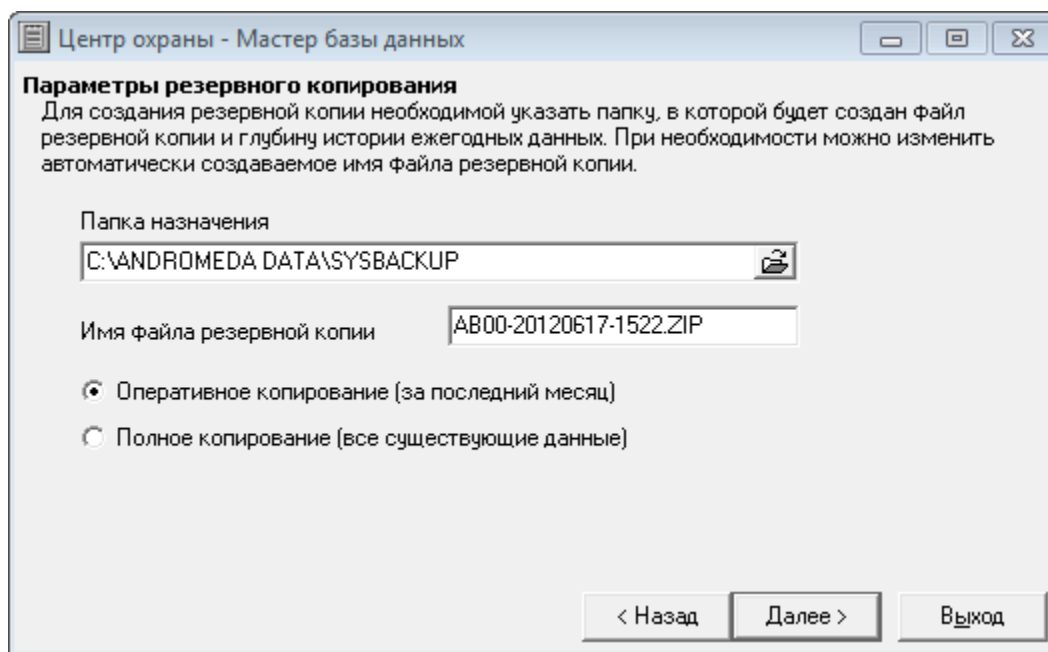 Центр охраны - Мастер базы данных
Параметры резервного копирования
Для создания резервной копии необходимой указать папку, в которой будет создан файл
резервной копии и глубину истории ежегодных данных. При необходимости можно изменить
автоматически создаваемое имя файла резервной копии.
Папка назначения
C:\ANDROMEDA DATA\SYSBACKUP
Имя файла резервной копии
AB00-20120617-1522.ZIP
Оперативное копирование (за последний месяц)
Полное копирование (все существующие данные)
< Назад
Далее >
Выход